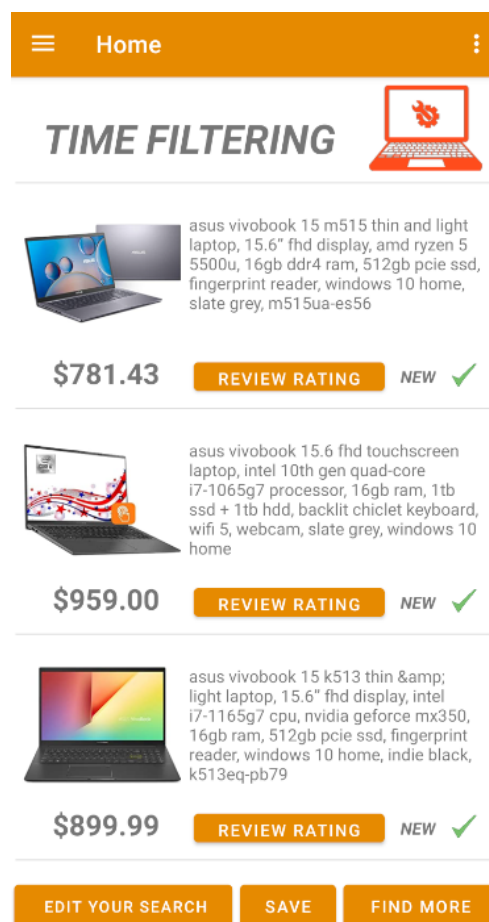 Home
TIME FILTERING
asus vivobook 15 m515 thin and light
laptop, 15.6” fhd display, amd ryzen 5
5500u, 16gb ddr4 ram, 512gb pcie ssd,
fingerprint reader, windows 10 home,
slate grey, m515ua-es56
$781.43
REVIEW RATING
NEW
asus vivobook 15.6 fhd touchscreen
laptop, intel 10th gen quad-core
i7-1065g7 processor, 16gb ram, 1tb
ssd + 1tb hdd, backlit chiclet keyboard,
wifi 5, webcam, slate grey, windows 10
home
$959.00
REVIEW RATING
NEW
asus vivobook 15 k513 thin &amp;
light laptop, 15.6” fhd display, intel
i7-1165g7 cpu, nvidia geforce mx350,
16gb ram, 512gb pcie ssd, fingerprint
reader, windows 10 home, indie black,
k513eq-pb79
$899.99
REVIEW RATING
NEW
EDIT YOUR SEARCH
SAVE
FIND MORE